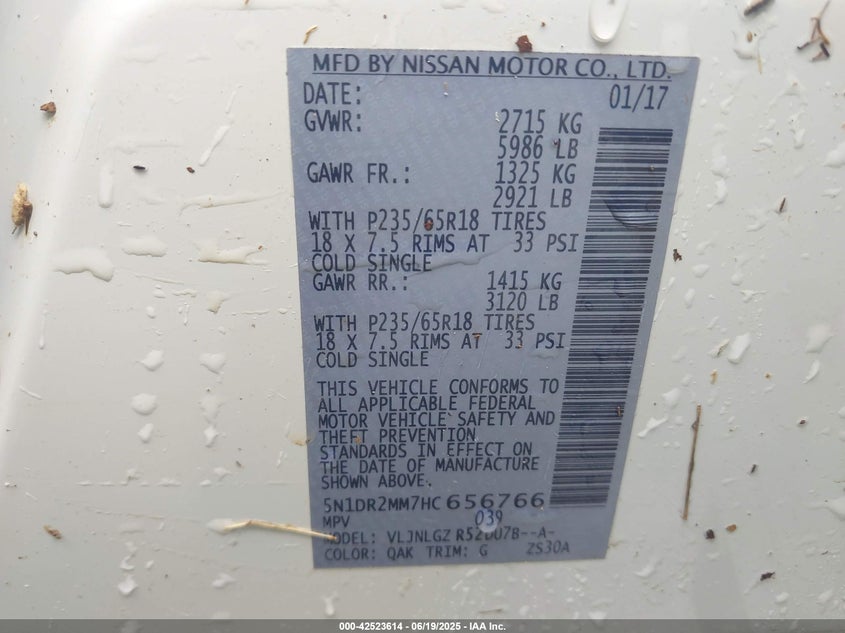 MFD BY NISSAN MOTOR CO., LTD.
DATE: 01/17
GVWR: 2715 KG
5986 LB
GAWR FR.: 1325 KG
2921 LB
WITH P235/65R18 TIRES
18 X 7.5 RIMS AT 33 PSI
COLD SINGLE
GAWR RR.: 1415 KG
3120 LB
WITH P235/65R18 TIRES
18 X 7.5 RIMS AT 33 PSI
COLD SINGLE
THIS VEHICLE CONFORMS TO
ALL APPLICABLE FEDERAL
MOTOR VEHICLE SAFETY AND
THEFT PREVENTION
STANDARDS IN EFFECT ON
THE DATE OF MANUFACTURE
SHOWN ABOVE.
5N1DR2MM7HC 656766
MPV 039
MODEL: VLJNLGZ
COLOR: QAK TRIM: G ZS30A
000-42523614 - 06/19/2025 - IAA Inc.